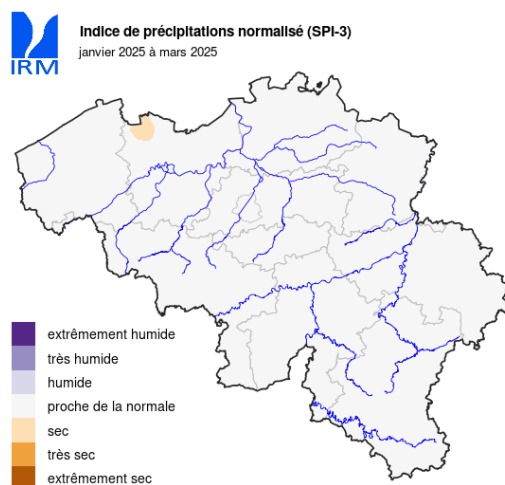 Indice de précipitations normalisé (SPI-3)
janvier 2025 à mars 2025
IRM
extrêmement humide
très humide
humide
proche de la normale
sec
très sec
extrêmement sec